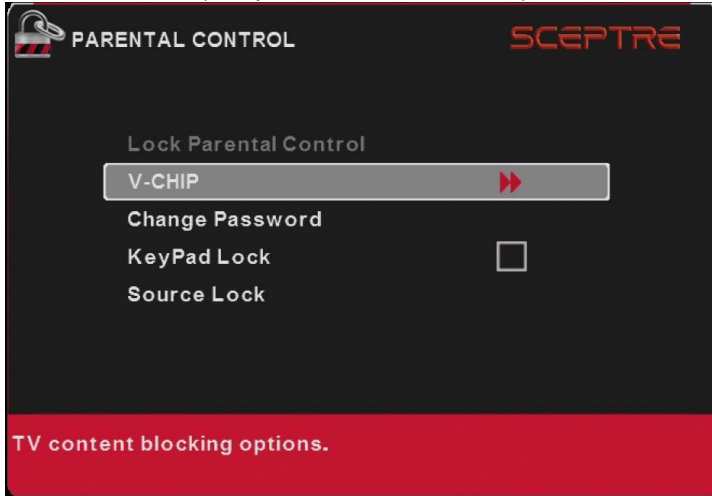 PARENTAL CONTROL
SCEPTRE
Lock Parental Control
V-CHIP
Change Password
KeyPad Lock
Source Lock
TV content blocking options.